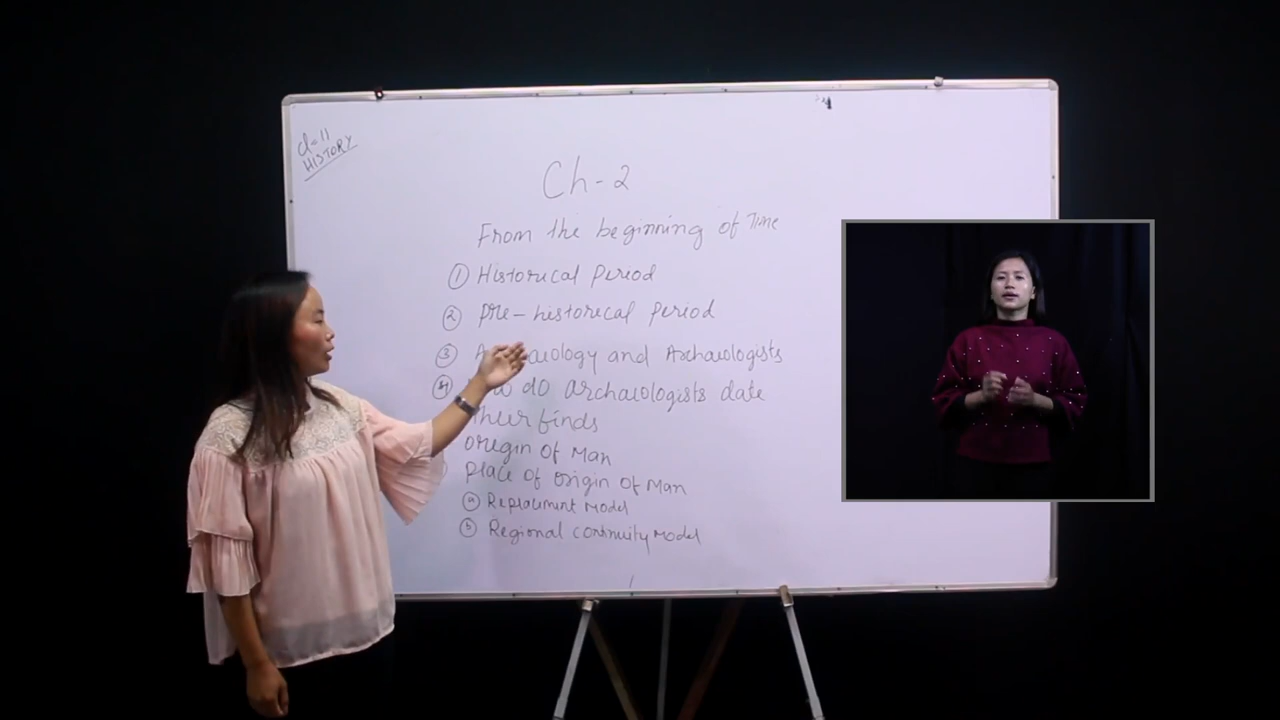 cl-11
HISTORY
Ch-2
From the beginning of Time
① Historical Period
② Pre-historical Period
③ and Archaeologists
④ do archaeologists date
their finds
origin of Man
Place of origin of Man
ⓐ Replacement Model
ⓑ Regional continuity Model